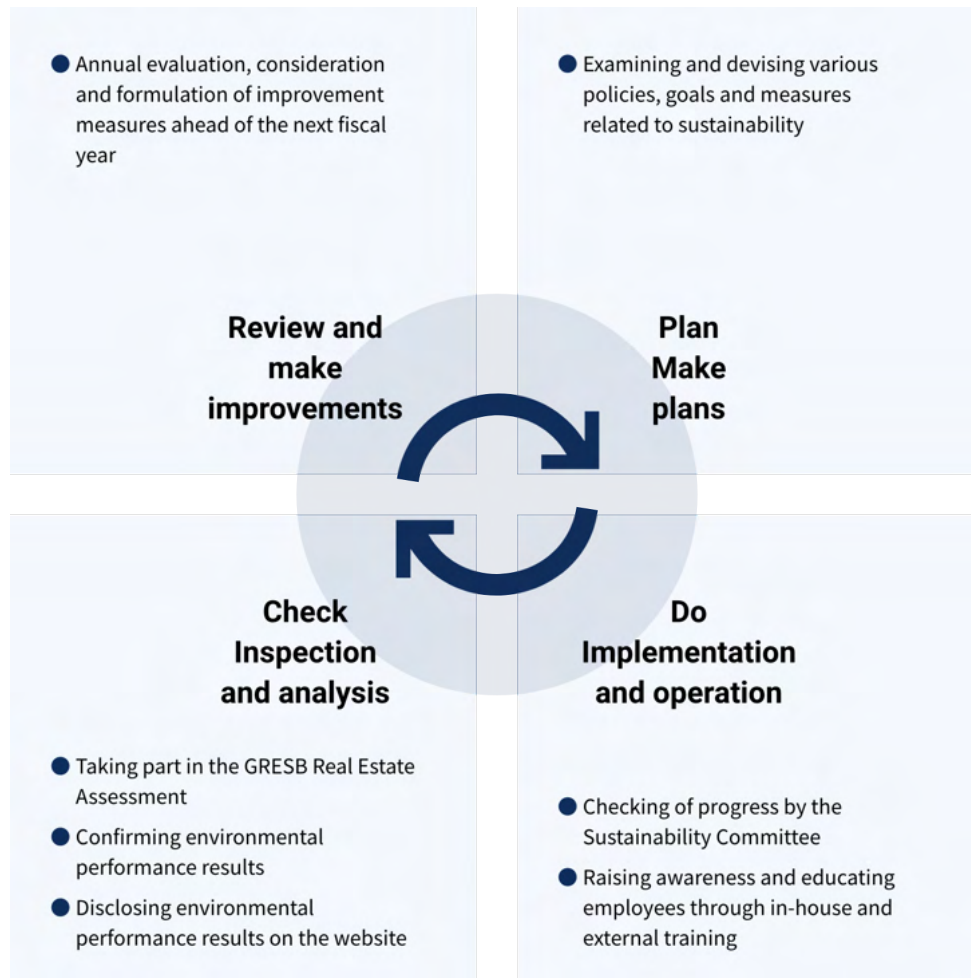 Annual evaluation, consideration
and formulation of improvement
measures ahead of the next fiscal
year
Review and
make
improvements
Examining and devising various
policies, goals and measures
related to sustainability
Plan
Make
plans
Check
Inspection
and analysis
Taking part in the GRESB Real Estate
Assessment
Confirming environmental
performance results
Disclosing environmental
performance results on the website
Do
Implementation
and operation
Checking of progress by the
Sustainability Committee
Raising awareness and educating
employees through in-house and
external training